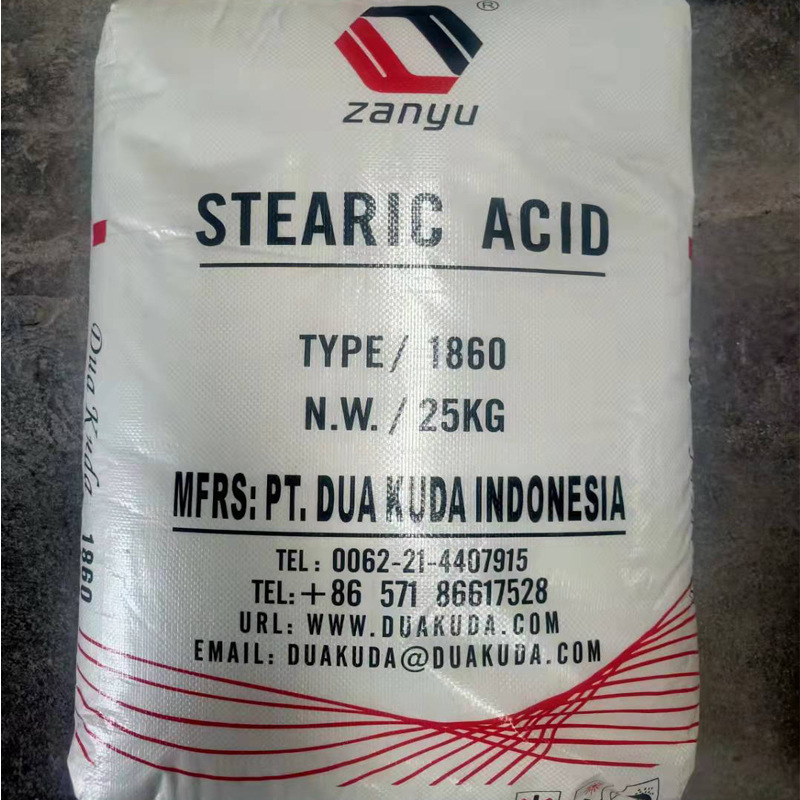 ®
zanyu
STEARIC ACID
TYPE/ 1860
N.W. / 25KG
MFRS: PT. DUA KUDA INDONESIA
TEL: 0062-21-4407915
TEL:+86 571 86617528
URL: WWW.DUAKUDA.COM
EMAIL: DUAKUDA@DUAKUDA.COM
Dua Kuda 1860